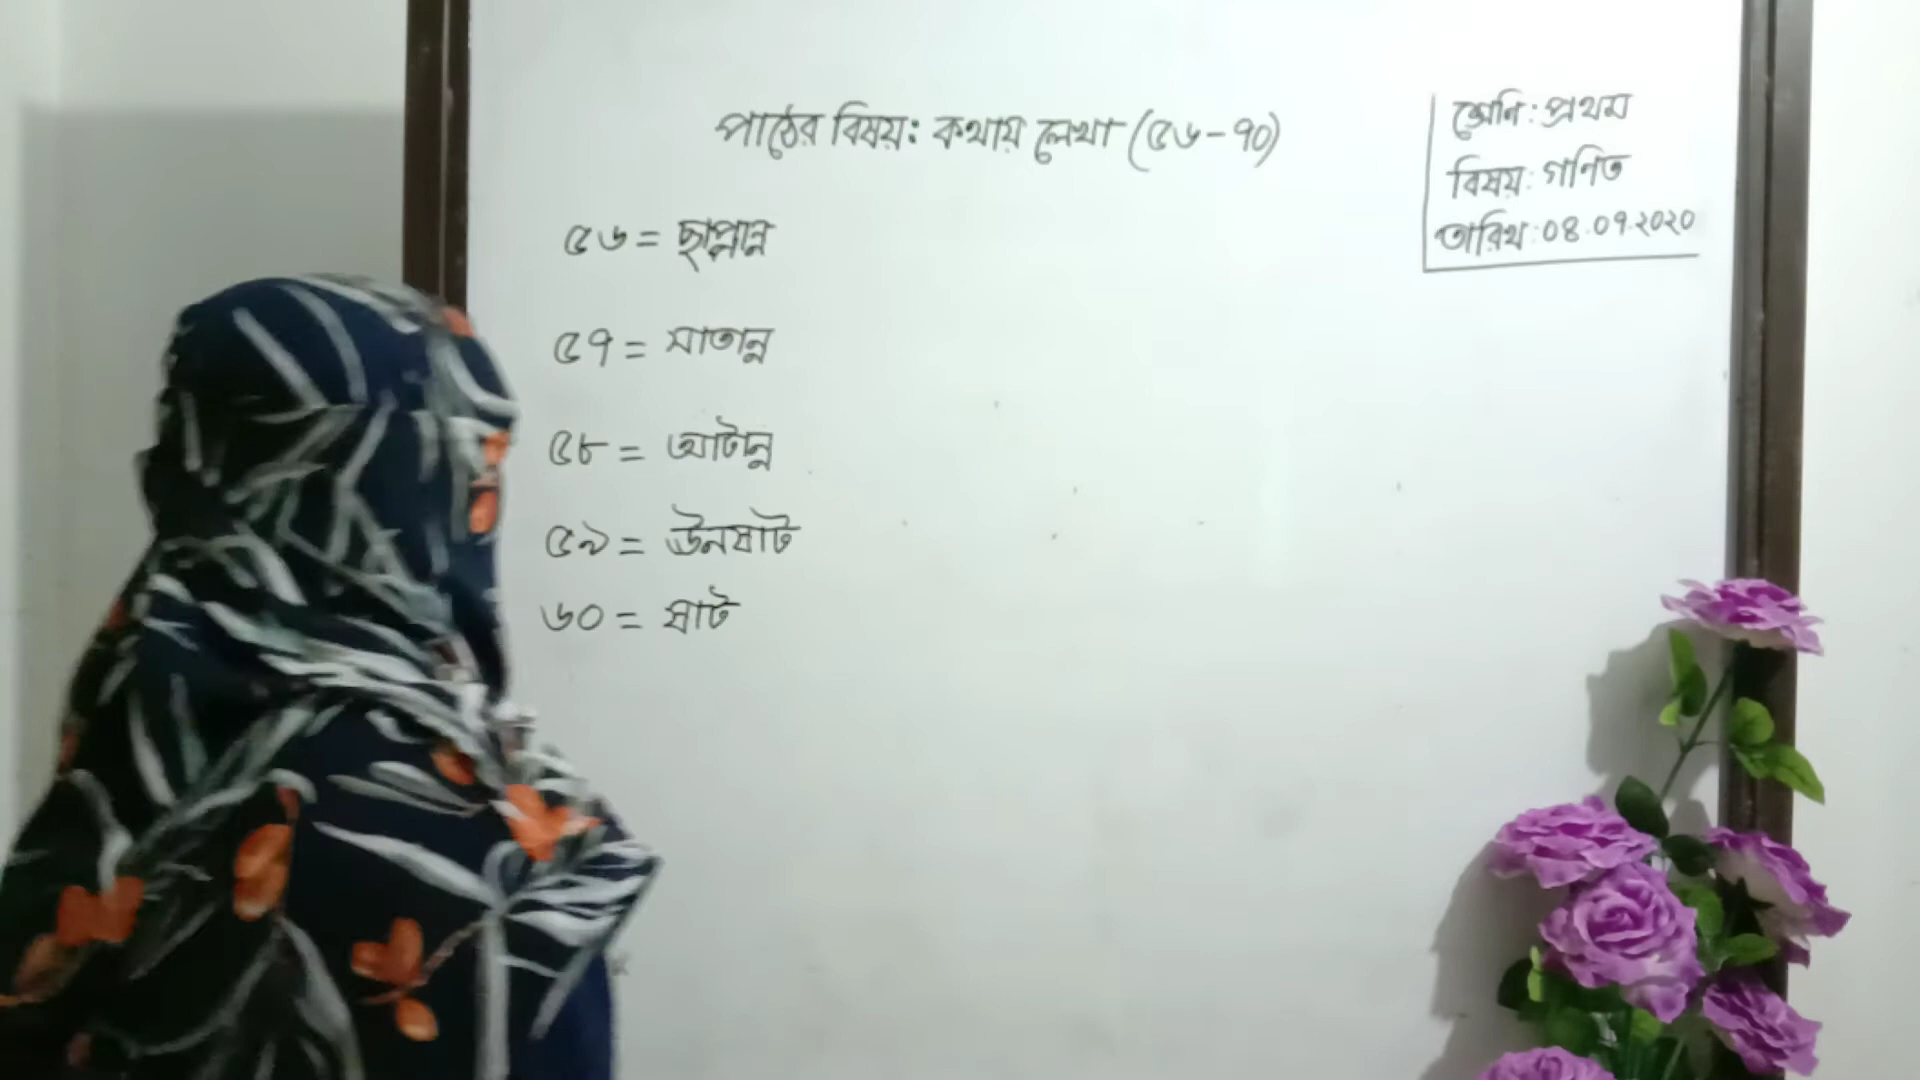 পাঠের বিষয়: কথায় লেখা (৫৬-৭০)
শ্রেণি: প্রথম
বিষয়: গণিত
তারিখ: ০৪.০৭.২০২০
৫৬ = ছাপ্পান্ন
৫৭ = সাতান্ন
৫৮ = আটান্ন
৫৯ = ঊনষাট
৬০ = ষাট